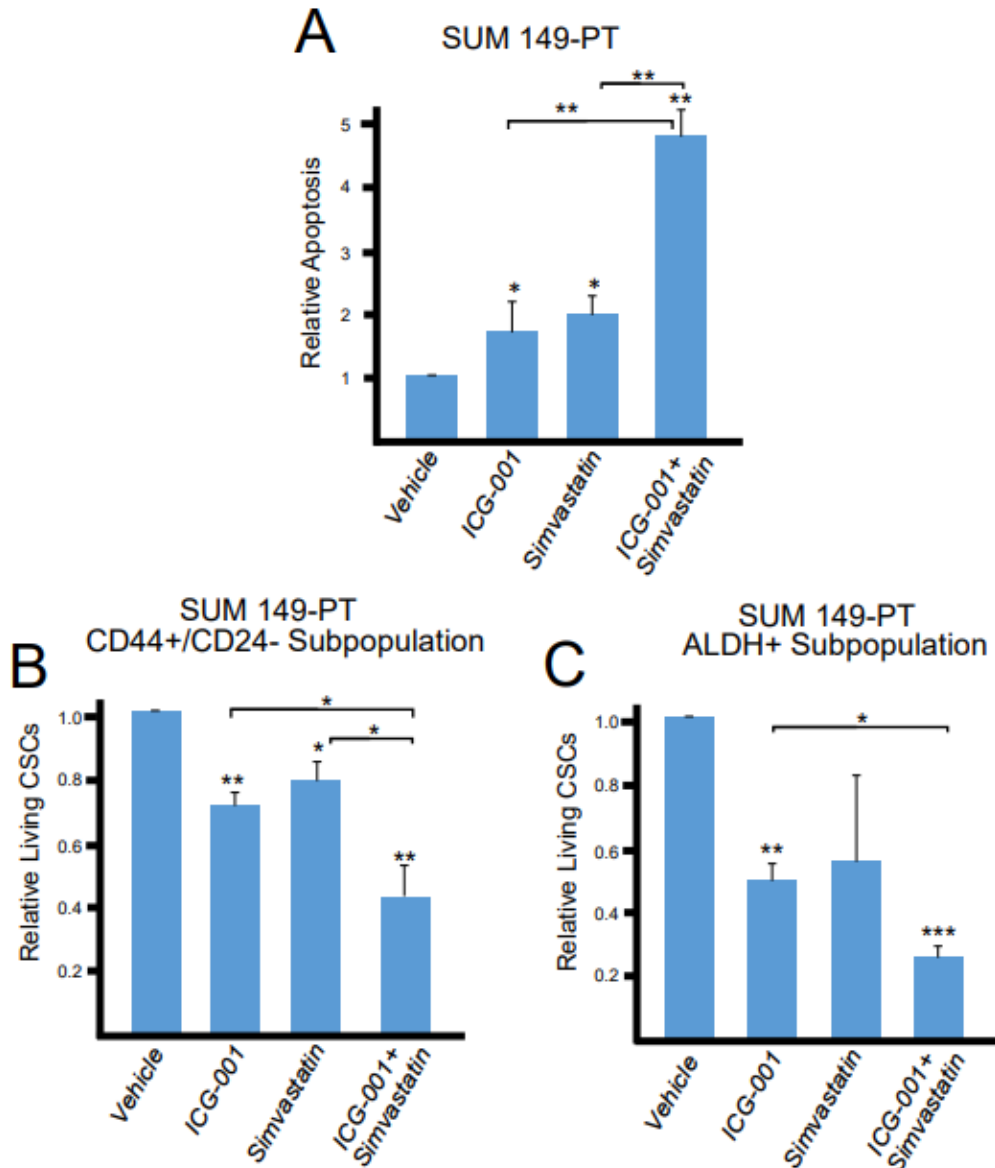 A
SUM 149-PT
**
**
**
5
4
3
2
1
*
*
Relative Apoptosis
Vehicle
ICG-001
Simvastatin
ICG-001+
Simvastatin
B
SUM 149-PT
CD44+/CD24- Subpopulation
*
*
1.0
0.8
0.6
0.4
0.2
**
*
**
Relative Living CSCs
Vehicle
ICG-001
Simvastatin
ICG-001+
Simvastatin
C
SUM 149-PT
ALDH+ Subpopulation
*
1.0
0.8
0.6
0.4
0.2
**
***
Relative Living CSCs
Vehicle
ICG-001
Simvastatin
ICG-001+
Simvastatin